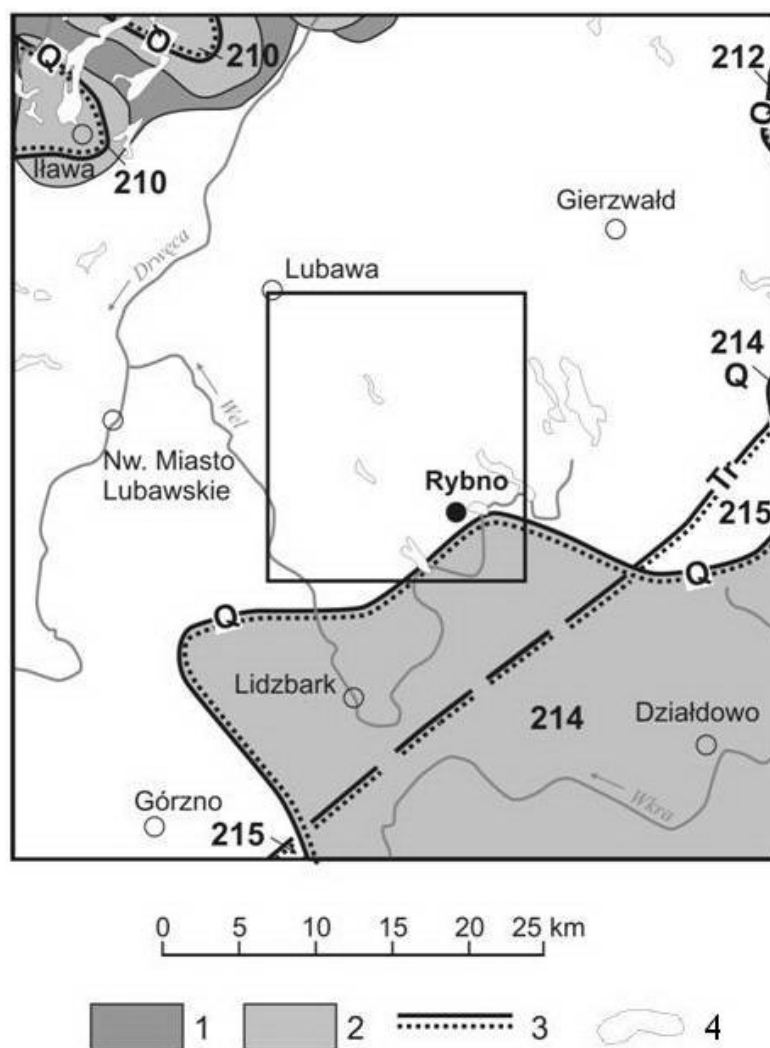 Q
Q
210
212
Q
Iława
210
Gierzwałd
Drwęca
Lubawa
214
Q
Wel
Nw. Miasto
Lubawskie
Tr
Rybno
215
Q
Q
Lidzbark
214
Działdowo
Górzno
Wkra
215
0 5 10 15 20 25 km
1 2 3 4